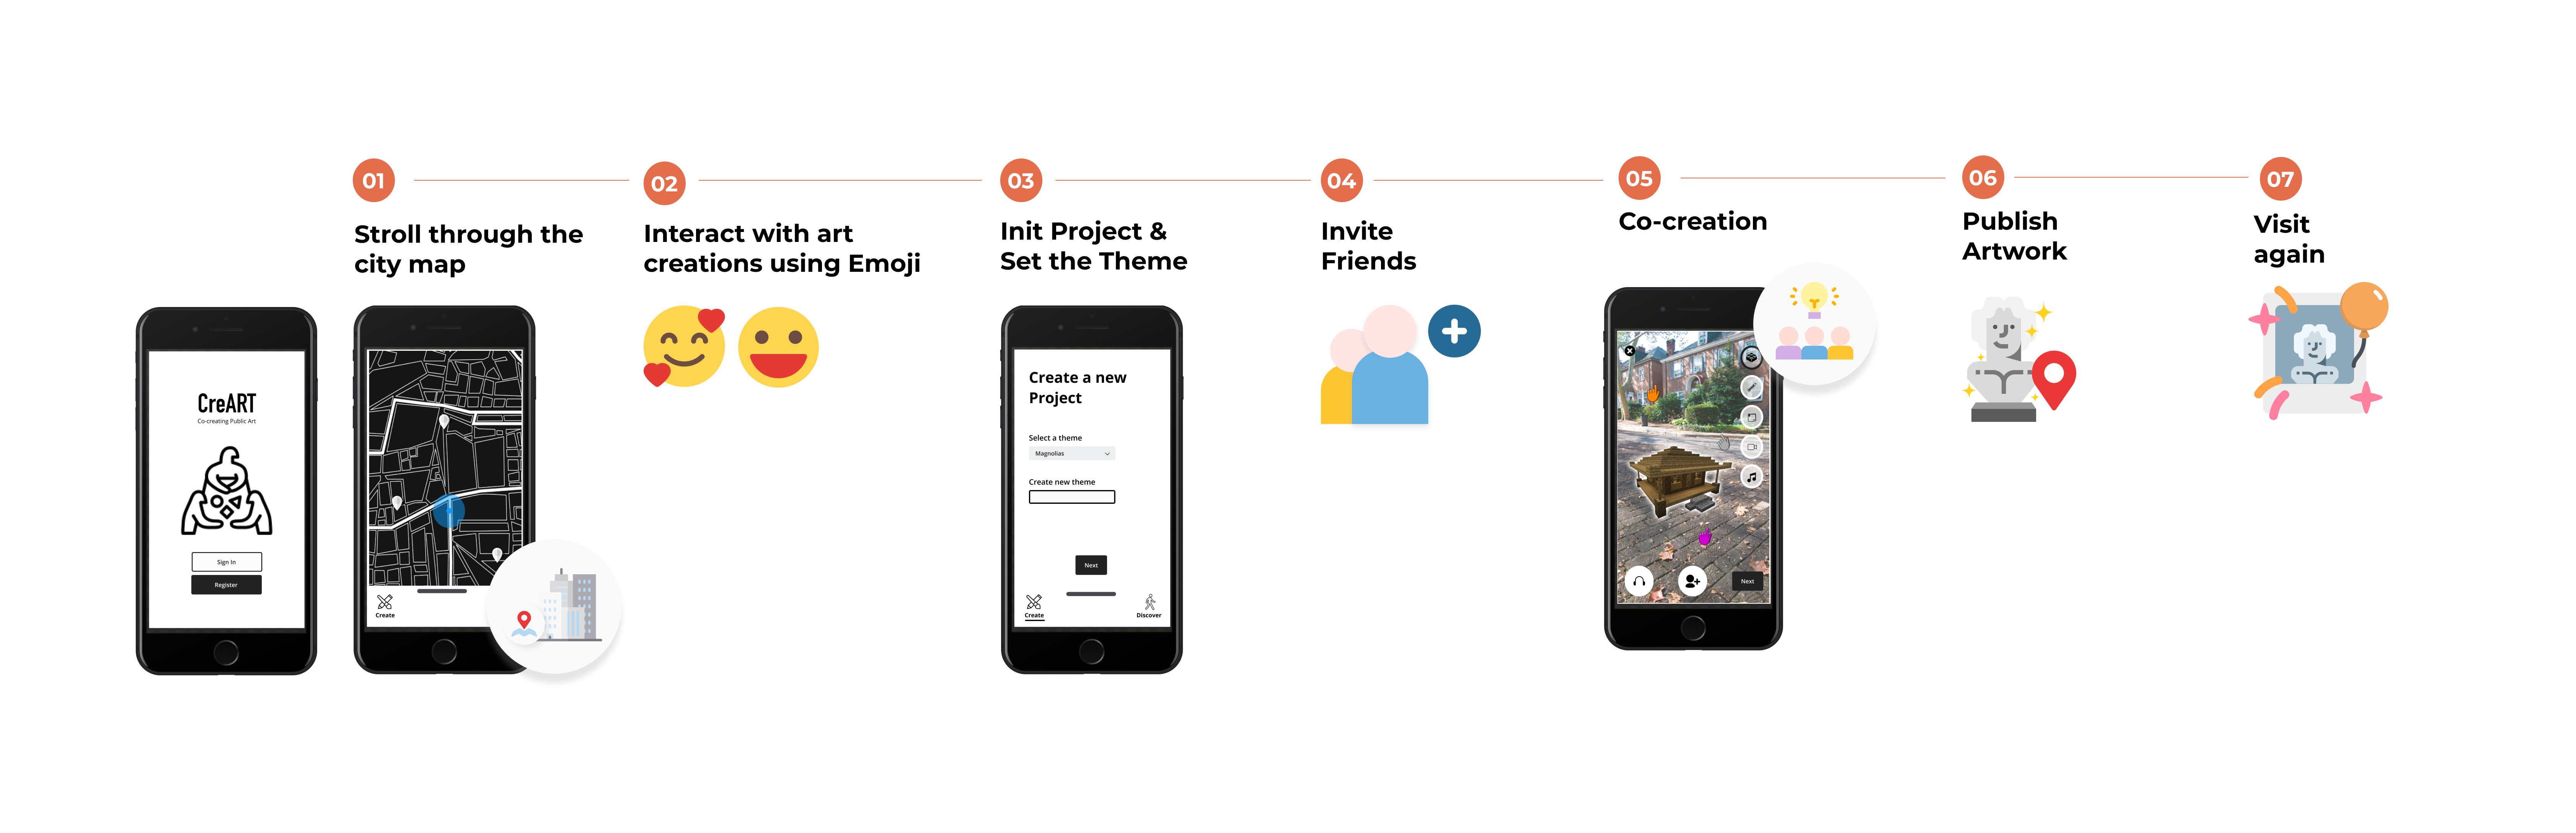 01
Stroll through the
city map
02
Interact with art
creations using Emoji
03
Init Project &
Set the Theme
04
Invite
Friends
05
Co-creation
06
Publish
Artwork
07
Visit
again
CreART
Co-creating Public Art
Sign In
Register
Create
Create a new
Project
Select a theme
Magnolias
Create new theme
Next
Create
Discover
Next